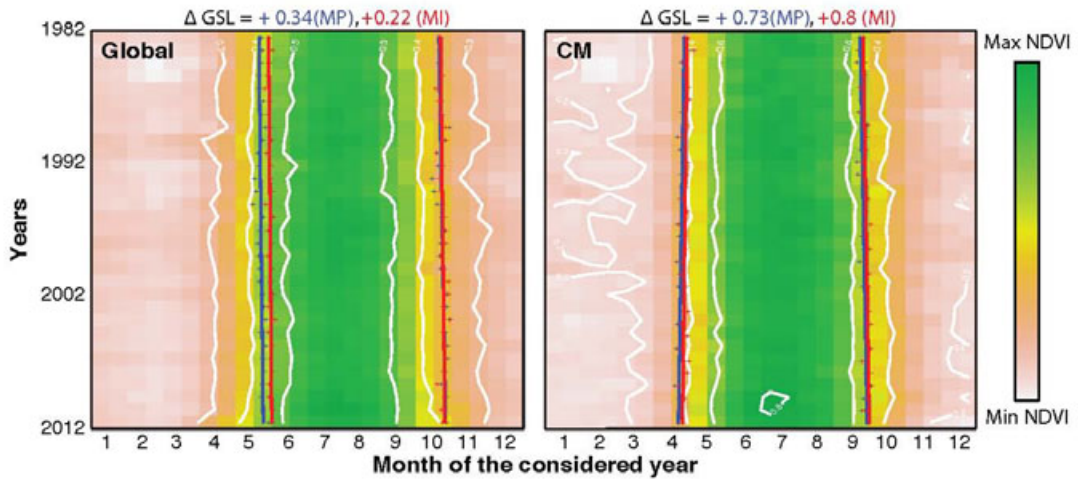 Δ GSL = + 0.34(MP), +0.22 (MI)
Δ GSL = + 0.73(MP), +0.8 (MI)
1982
1992
2002
2012
Years
Global
CM
Max NDVI
Min NDVI
1 2 3 4 5 6 7 8 9 10 11 12
1 2 3 4 5 6 7 8 9 10 11 12
Month of the considered year